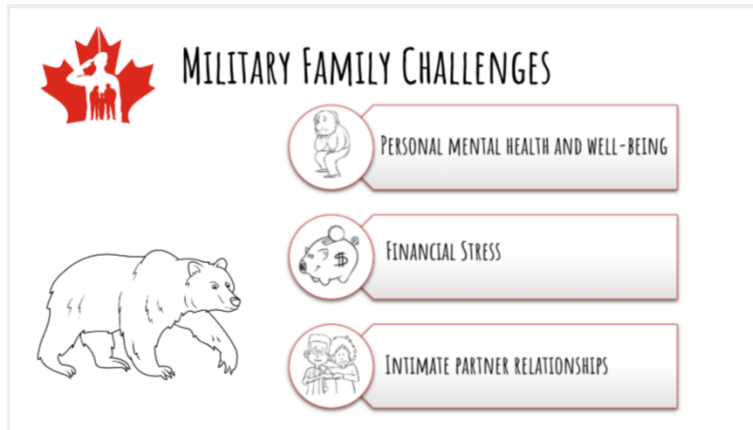 Military Family Challenges
Personal mental health and well-being
$
Financial Stress
Intimate partner relationships